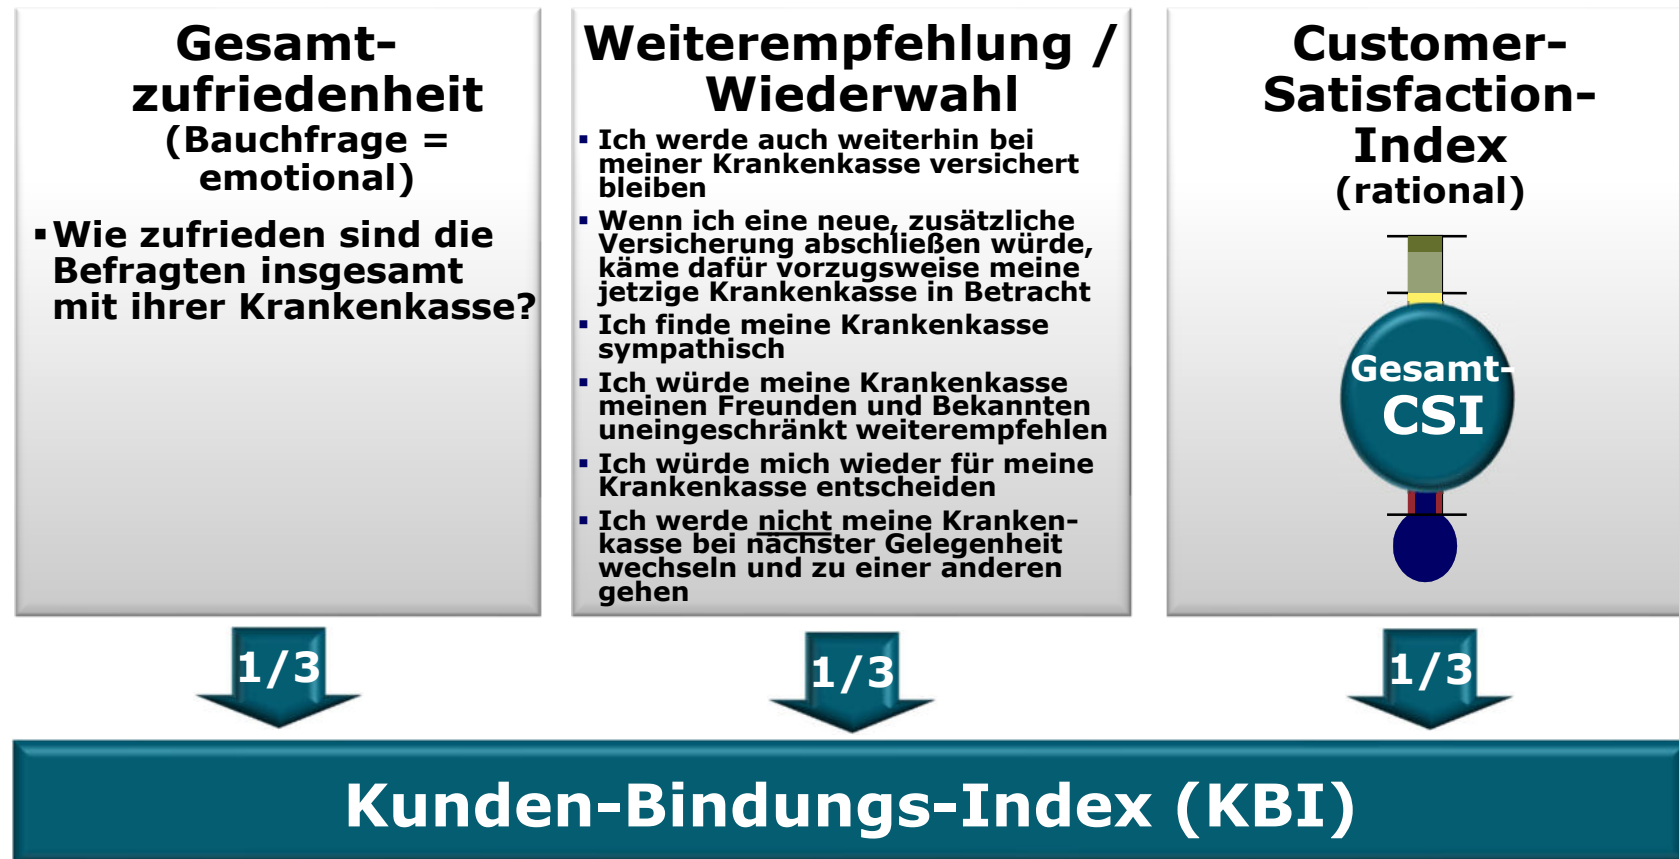 Gesamt-
zufriedenheit
(Bauchfrage =
emotional)
▪Wie zufrieden sind die
Befragten insgesamt
mit ihrer Krankenkasse?
Weiterempfehlung /
Wiederwahl
▪ Ich werde auch weiterhin bei
meiner Krankenkasse versichert
bleiben
▪ Wenn ich eine neue, zusätzliche
Versicherung abschließen würde,
käme dafür vorzugsweise meine
jetzige Krankenkasse in Betracht
▪ Ich finde meine Krankenkasse
sympathisch
▪ Ich würde meine Krankenkasse
meinen Freunden und Bekannten
uneingeschränkt weiterempfehlen
▪ Ich würde mich wieder für meine
Krankenkasse entscheiden
▪ Ich werde nicht meine Kranken-
kasse bei nächster Gelegenheit
wechseln und zu einer anderen
gehen
Customer-
Satisfaction-
Index
(rational)
Gesamt-
CSI
1/3
1/3
1/3
Kunden-Bindungs-Index (KBI)